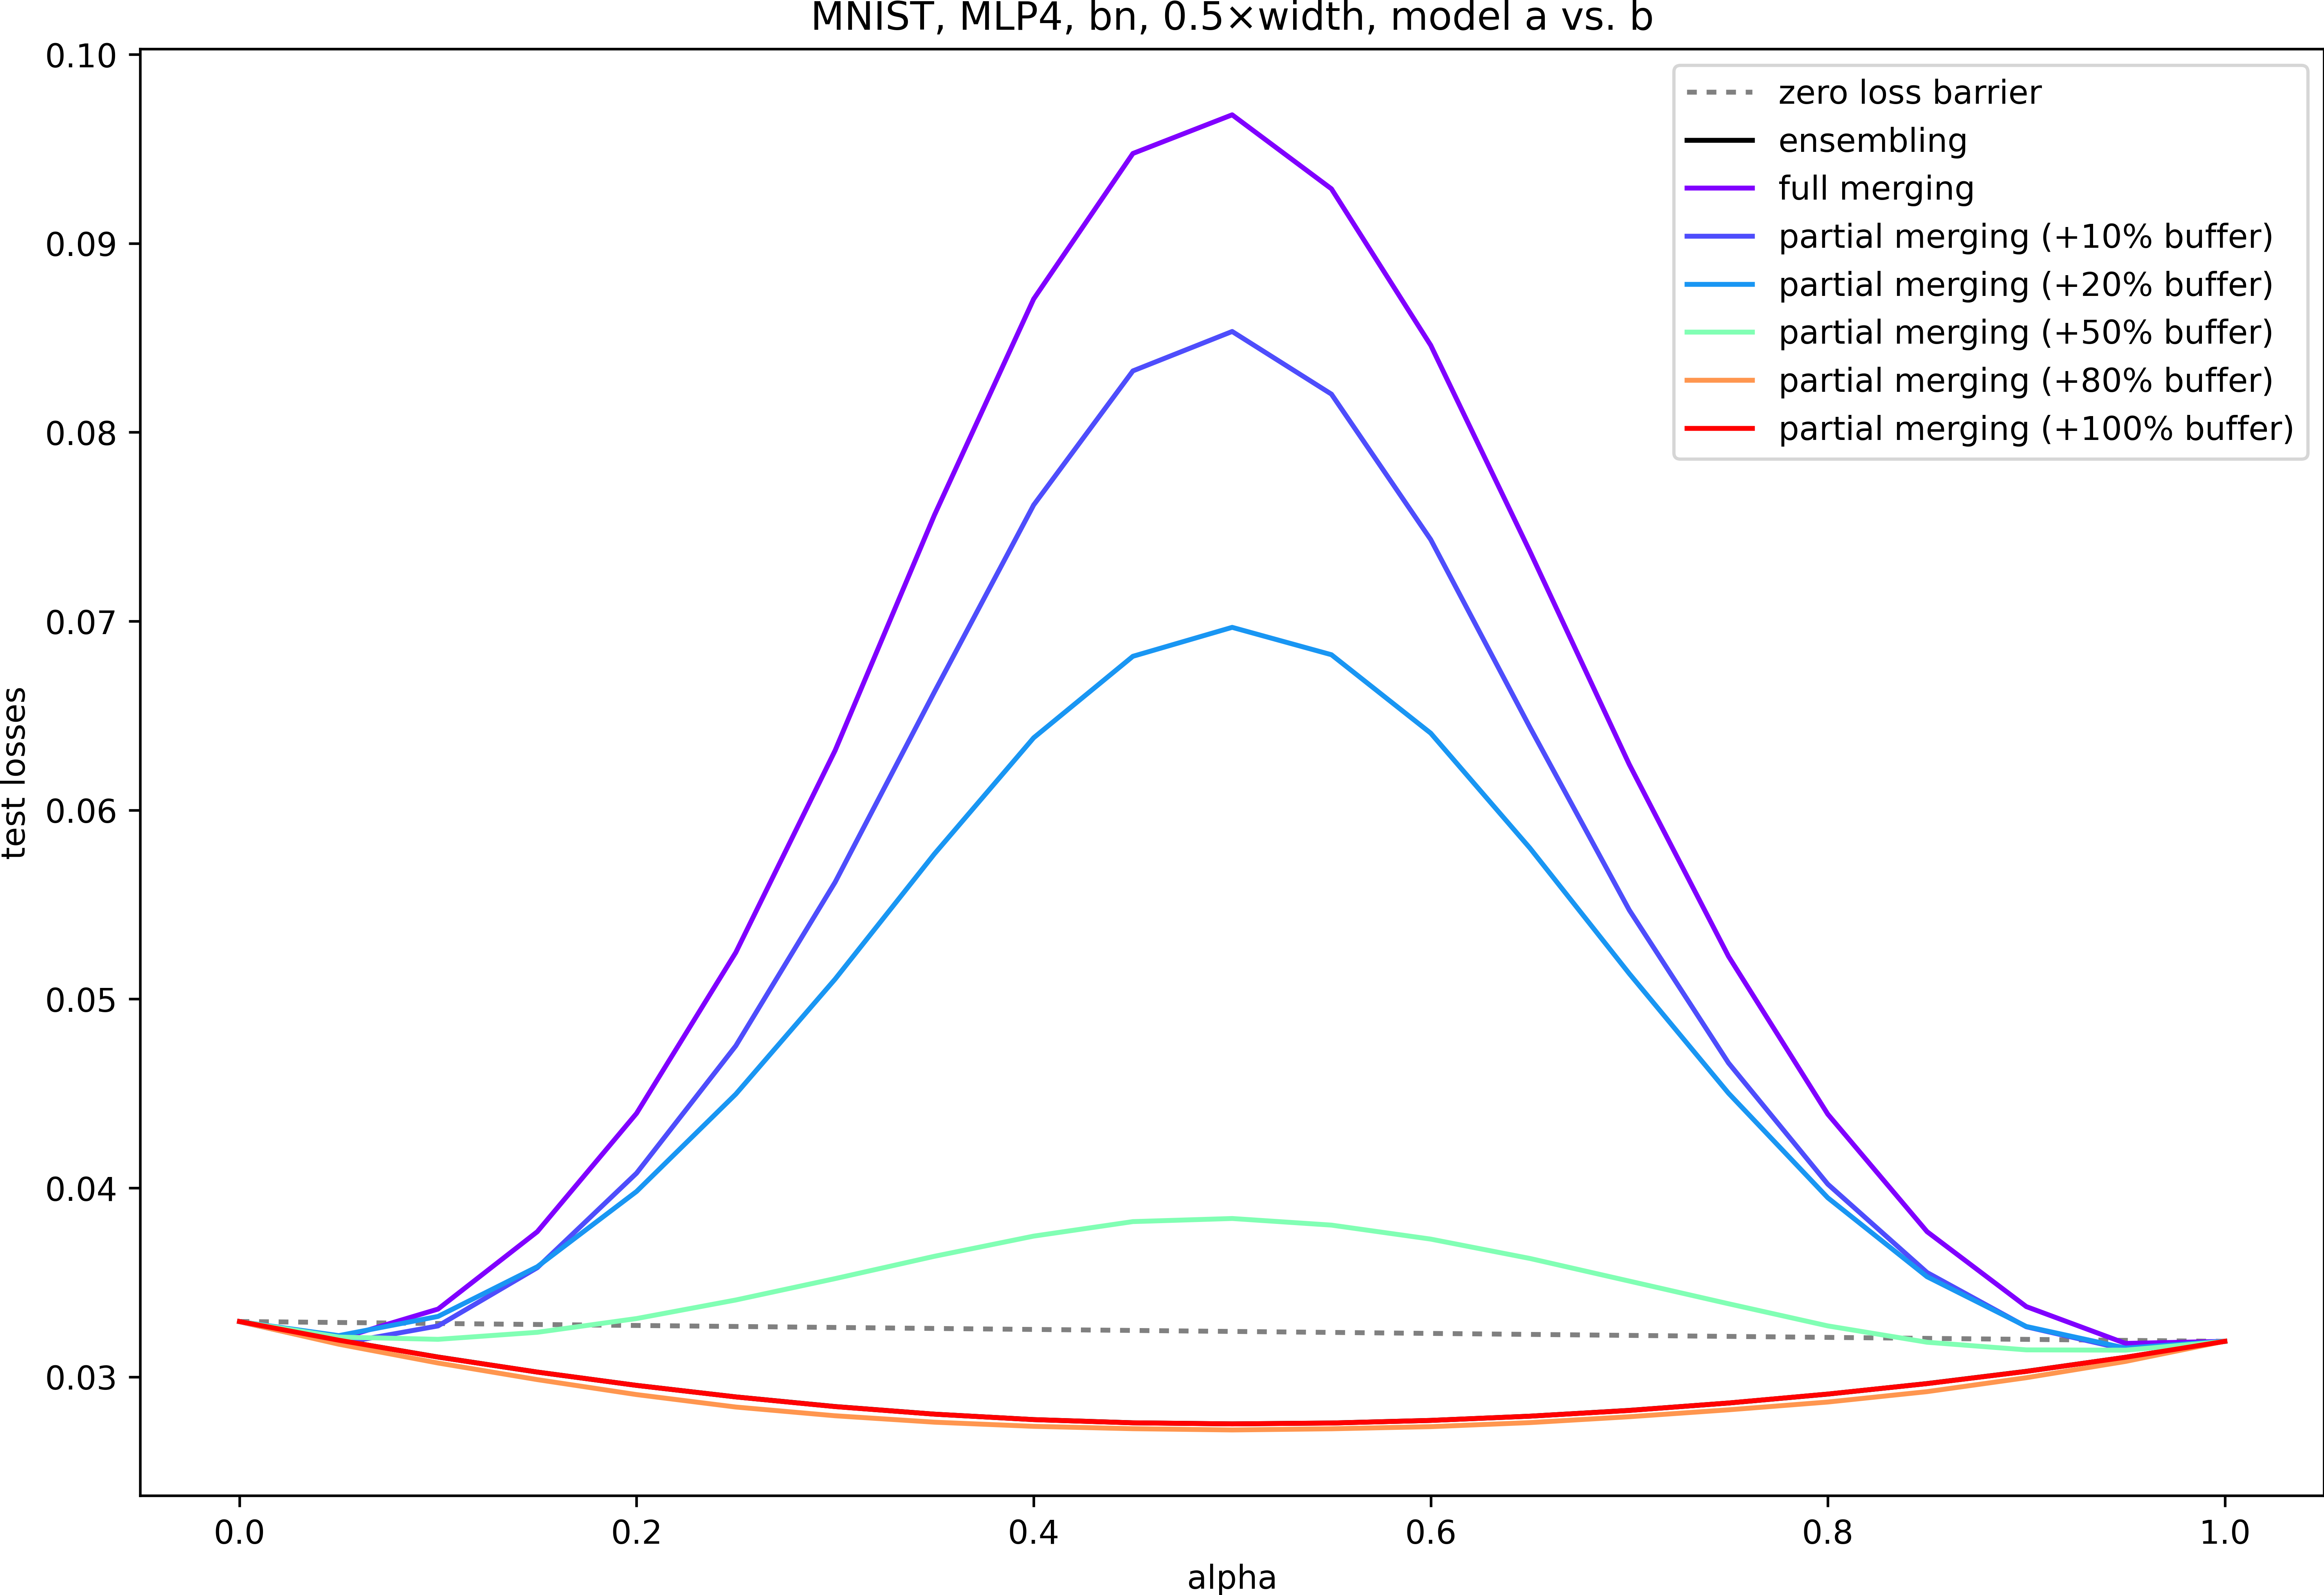 MNIST, MLP4, bn, 0.5×width, model a vs. b
0.10
0.09
0.08
0.07
0.06
0.05
0.04
0.03
test losses
zero loss barrier
ensembling
full merging
partial merging (+10% buffer)
partial merging (+20% buffer)
partial merging (+50% buffer)
partial merging (+80% buffer)
partial merging (+100% buffer)
0.0 0.2 0.4 0.6 0.8 1.0
alpha